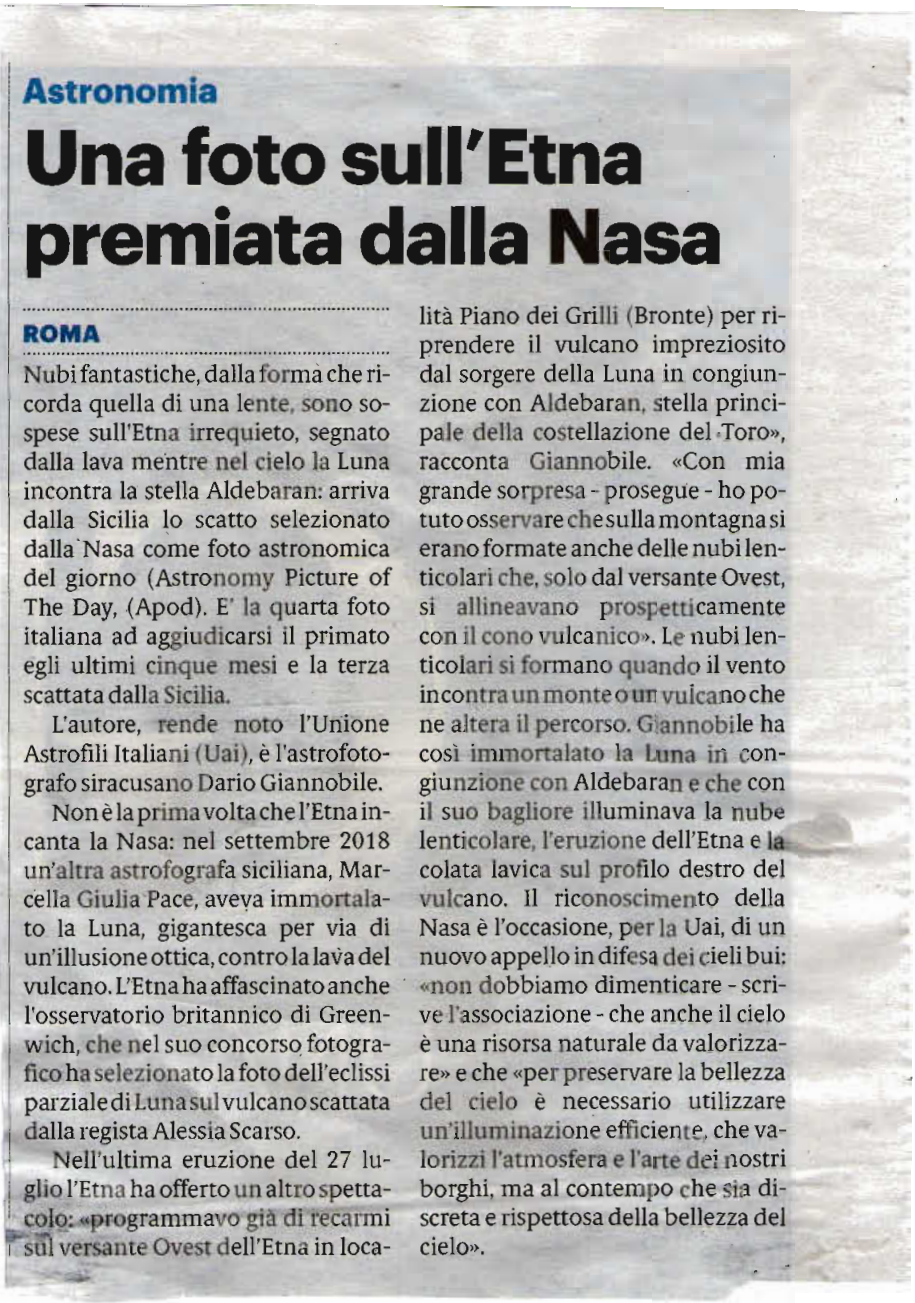 Astronomia
Una foto sull'Etna
premiata dalla Nasa
ROMA
Nubi fantastiche, dalla forma che ri-
corda quella di una lente, sono so-
spese sull'Etna irrequieto, segnato
dalla lava mentre nel cielo la Luna
incontra la stella Aldebaran: arriva
dalla Sicilia lo scatto selezionato
dalla Nasa come foto astronomica
del giorno (Astronomy Picture of
The Day, (Apod). E' la quarta foto
italiana ad aggiudicarsi il primato
egli ultimi cinque mesi e la terza
scattata dalla Sicilia.
L'autore, rende noto l'Unione
Astrofili Italiani (Uai), è l'astrofoto-
grafo siracusano Dario Giannobile.
Non è la prima volta che l'Etna in-
canta la Nasa: nel settembre 2018
un'altra astrofografa siciliana, Mar-
cella Giulia Pace, aveva immortala-
to la Luna, gigantesca per via di
un'illusione ottica, contro la lava del
vulcano. L'Etna ha affascinato anche
l'osservatorio britannico di Green-
wich, che nel suo concorso fotogra-
fico ha selezionato la foto dell'eclissi
parziale di Luna sul vulcano scattata
dalla regista Alessia Scarso.
Nell'ultima eruzione del 27 lu-
glio l'Etna ha offerto un altro spetta-
colo: «programmavo già di recarmi
sul versante Ovest dell'Etna in loca-
lità Piano dei Grilli (Bronte) per ri-
prendere il vulcano impreziosito
dal sorgere della Luna in congiun-
zione con Aldebaran, stella princi-
pale della costellazione del Toro»,
racconta Giannobile. «Con mia
grande sorpresa - prosegue - ho po-
tuto osservare che sulla montagna si
erano formate anche delle nubi len-
ticolari che, solo dal versante Ovest,
si allineavano prospetticamente
con il cono vulcanico». Le nubi len-
ticolari si formano quando il vento
incontra un monte o un vulcano che
ne altera il percorso. Giannobile ha
così immortalato la Luna in con-
giunzione con Aldebaran e che con
il suo bagliore illuminava la nube
lenticolare, l'eruzione dell'Etna e la
colata lavica sul profilo destro del
vulcano. Il riconoscimento della
Nasa è l'occasione, per la Uai, di un
nuovo appello in difesa dei cieli bui:
«non dobbiamo dimenticare - scri-
ve l'associazione - che anche il cielo
è una risorsa naturale da valorizza-
re» e che «per preservare la bellezza
del cielo è necessario utilizzare
un'illuminazione efficiente, che va-
lorizzi l'atmosfera e l'arte dei nostri
borghi, ma al contempo che sia di-
screta e rispettosa della bellezza del
cielo».